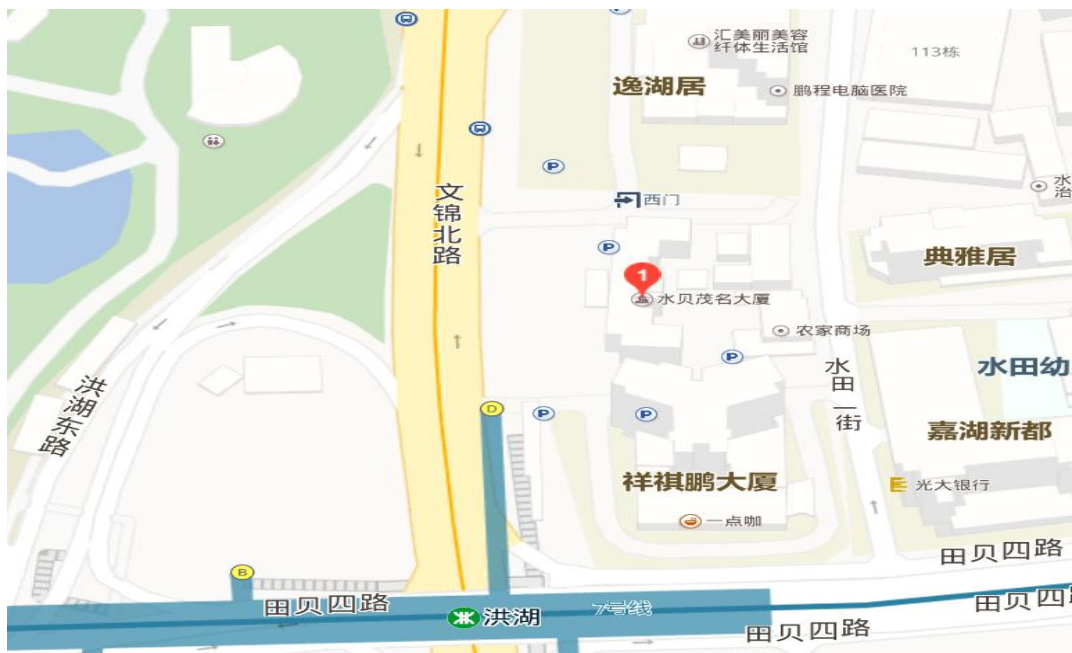 汇美丽美容
纤体生活馆
113栋
逸湖居
鹏程电脑医院
P
文锦北路
西门
水
治
P
典雅居
1
水贝茂名大厦
农家商场
P
水田幼
水田一街
洪湖东路
D
P
P
嘉湖新都
祥祺鹏大厦
光大银行
一点咖
田贝四路
B
田贝四路
洪湖
7号线
田贝四路
田贝四路